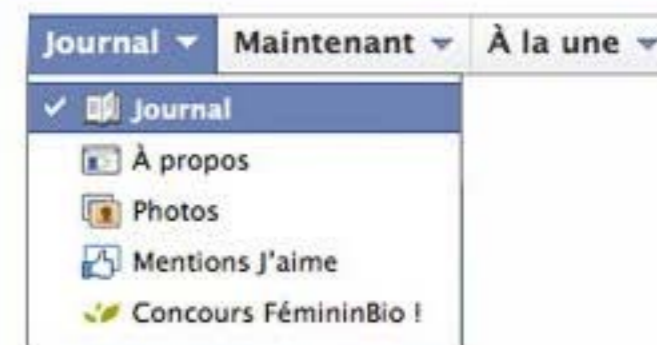 Journal Maintenant À la une
Journal
À propos
Photos
Mentions J'aime
Concours FémininBio !